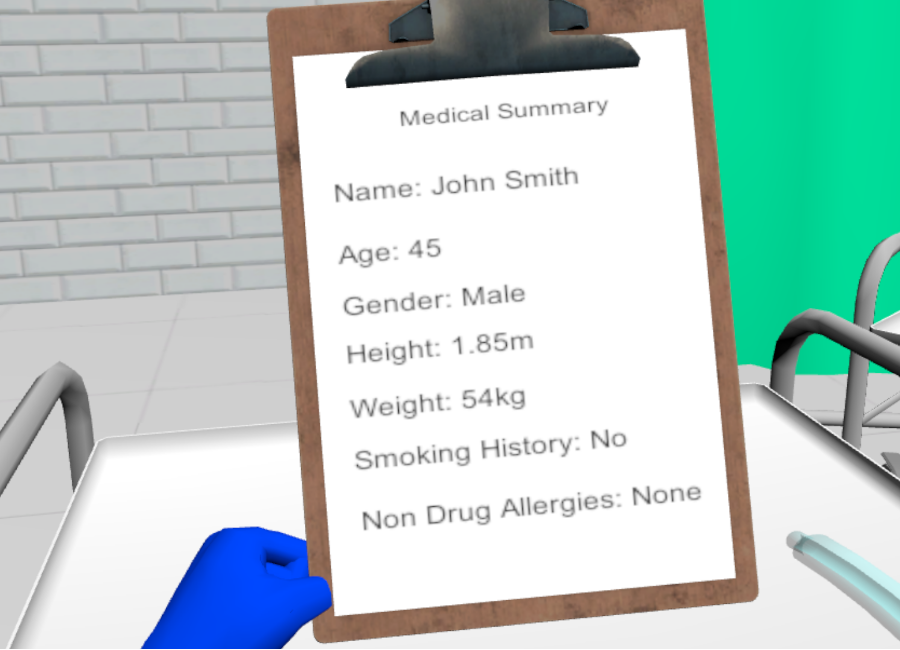 Medical Summary
Name: John Smith
Age: 45
Gender: Male
Height: 1.85m
Weight: 54kg
Smoking History: No
Non Drug Allergies: None